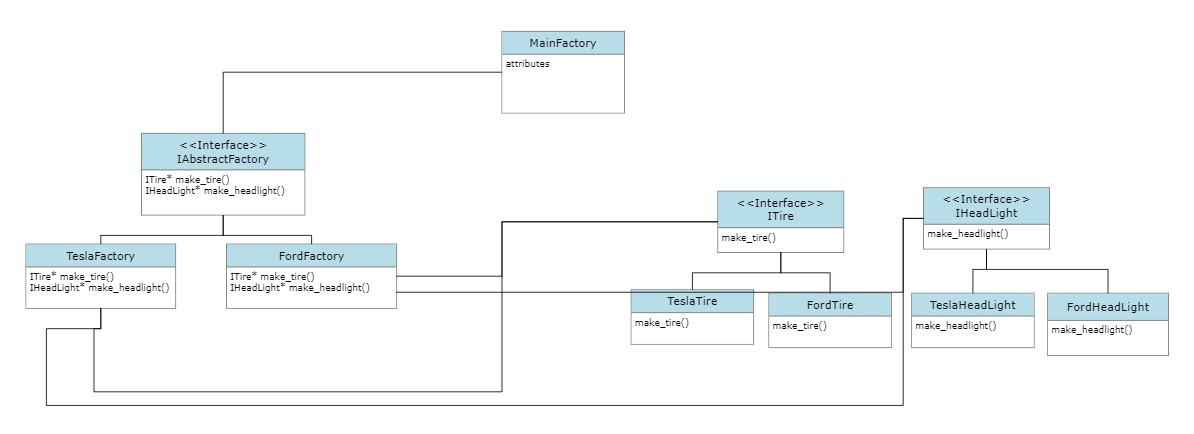 MainFactory
attributes
<<Interface>>
IAbstractFactory
ITire* make_tire()
IHeadLight* make_headlight()
TeslaFactory
ITire* make_tire()
IHeadLight* make_headlight()
FordFactory
ITire* make_tire()
IHeadLight* make_headlight()
<<Interface>>
ITire
make_tire()
<<Interface>>
IHeadLight
make_headlight()
TeslaTire
make_tire()
FordTire
make_tire()
TeslaHeadLight
make_headlight()
FordHeadLight
make_headlight()